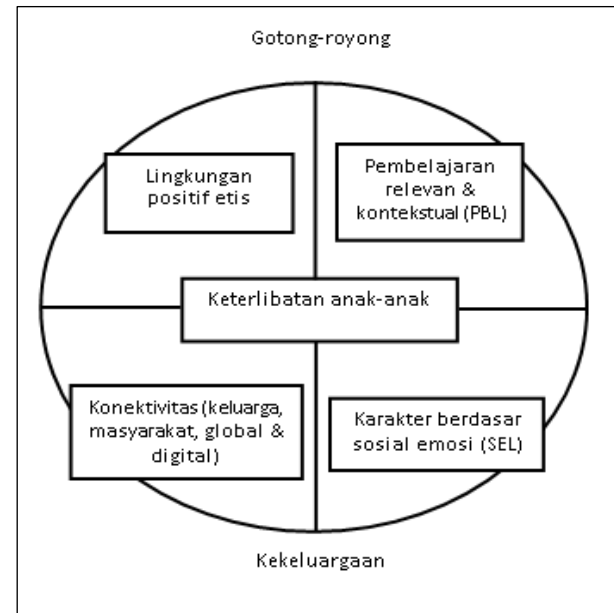 Gotong-royong
Lingkungan
positif etis
Pembelajaran
relevan &
kontekstual (PBL)
Keterlibatan anak-anak
Konektivitas (keluarga,
masyarakat, global &
digital)
Karakter berdasar
sosial emosi (SEL)
Kekeluargaan